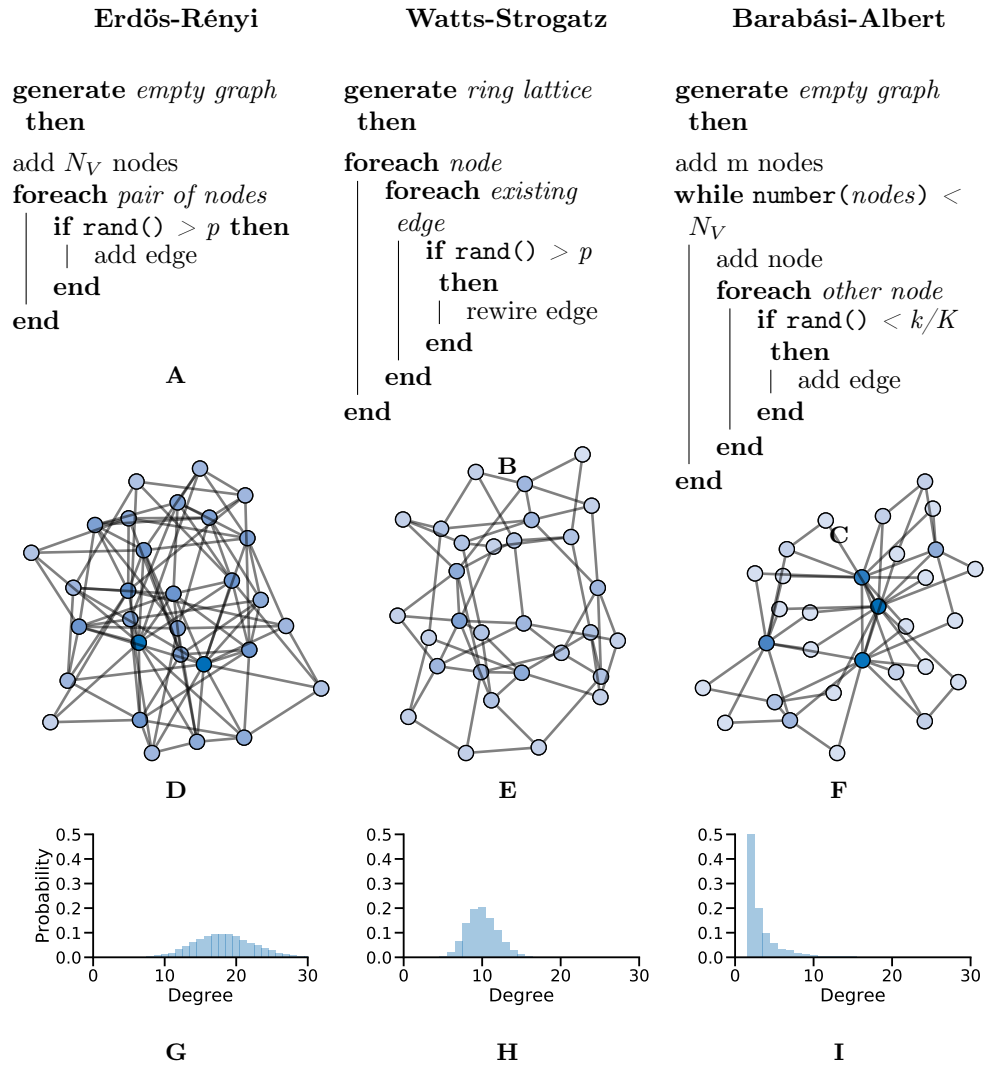 Erdös-Rényi
generate empty graph
then
add N_V nodes
foreach pair of nodes
if rand() > p then
add edge
end
end
A
Watts-Strogatz
generate ring lattice
then
foreach node
foreach existing
edge
if rand() > p
then
rewire edge
end
end
end
B
Barabási-Albert
generate empty graph
then
add m nodes
while number(nodes) <
N_V
add node
foreach other node
if rand() < k/K
then
add edge
end
end
end
C
D
E
F
Probability
0.5
0.4
0.3
0.2
0.1
0.0
0 10 20 30
Degree
G
0.5
0.4
0.3
0.2
0.1
0.0
0 10 20 30
Degree
H
0.5
0.4
0.3
0.2
0.1
0.0
0 10 20 30
Degree
I